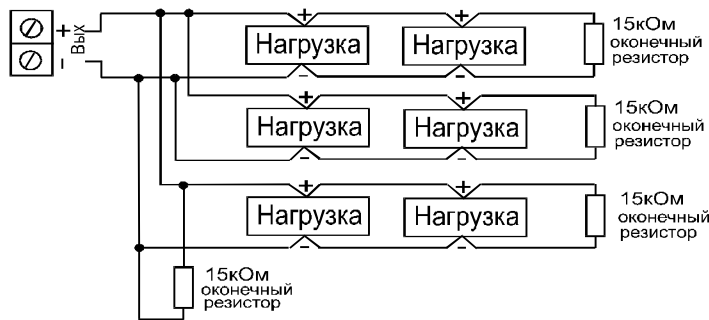 +
-
Вых
+
+
Нагрузка
Нагрузка
-
-
15кОм
оконечный
резистор
+
+
Нагрузка
Нагрузка
-
-
15кОм
оконечный
резистор
+
+
Нагрузка
Нагрузка
-
-
15кОм
оконечный
резистор
15кОм
оконечный
резистор